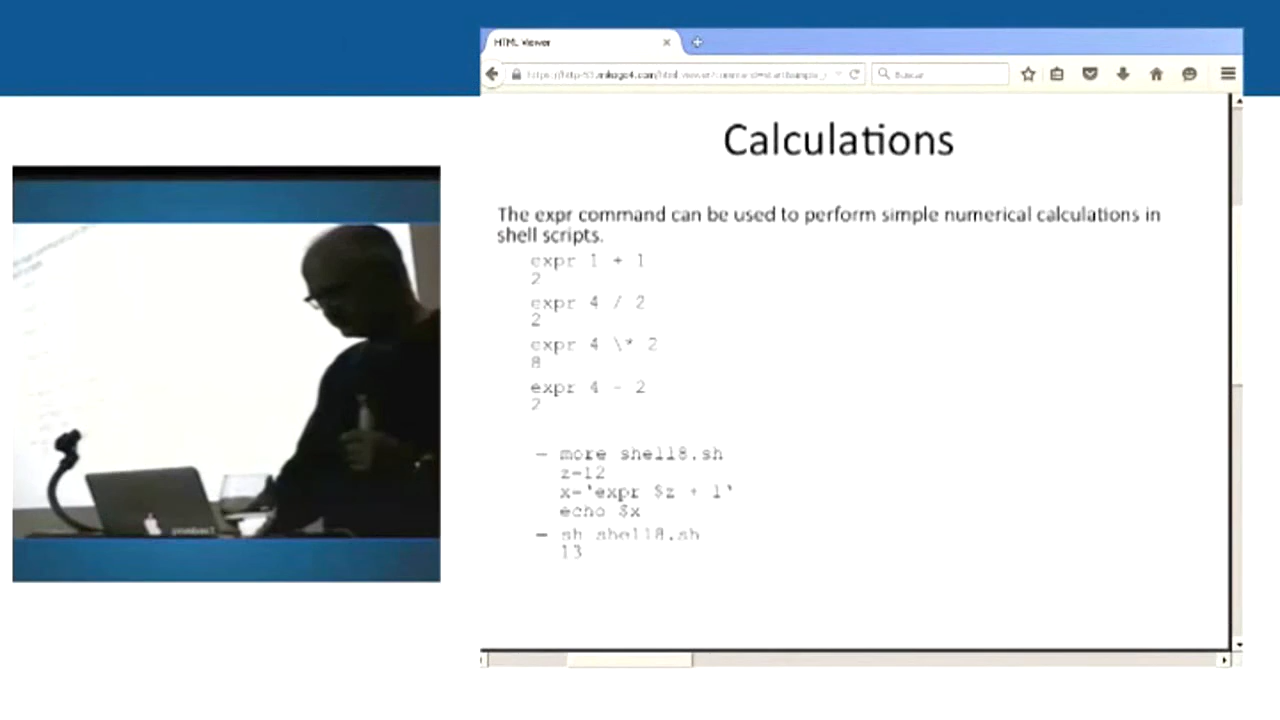 HTML Viewer
Buscar
Calculations
The expr command can be used to perform simple numerical calculations in
shell scripts.
expr 1 + 1
2
expr 4 / 2
2
expr 4 \* 2
8
expr 4 - 2
2
– more shell8.sh
z=12
x=‘expr $z + 1‘
echo $x
– sh shell8.sh
13